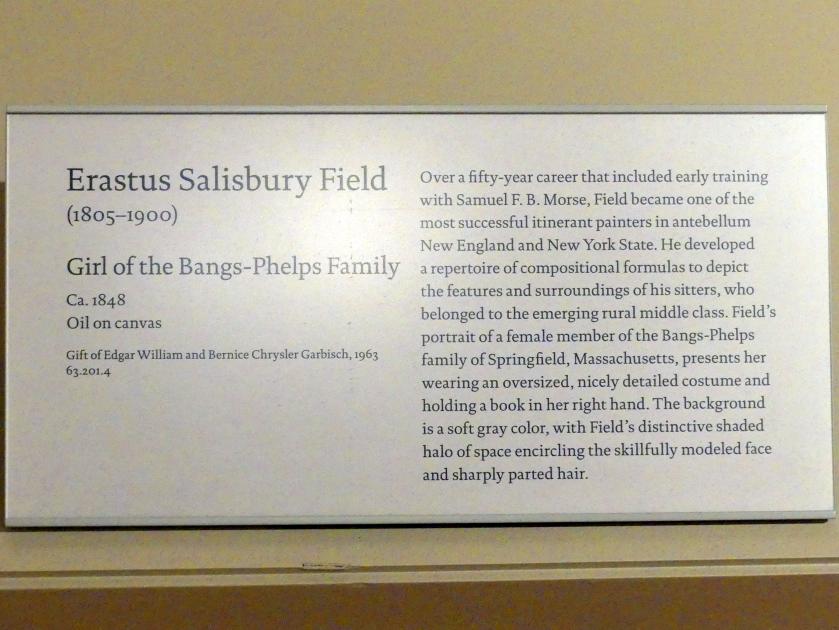 Erastus Salisbury Field
(1805–1900)
Girl of the Bangs-Phelps Family
Ca. 1848
Oil on canvas
Gift of Edgar William and Bernice Chrysler Garbisch, 1963
63.201.4
Over a fifty-year career that included early training
with Samuel F. B. Morse, Field became one of the
most successful itinerant painters in antebellum
New England and New York State. He developed
a repertoire of compositional formulas to depict
the features and surroundings of his sitters, who
belonged to the emerging rural middle class. Field’s
portrait of a female member of the Bangs-Phelps
family of Springfield, Massachusetts, presents her
wearing an oversized, nicely detailed costume and
holding a book in her right hand. The background
is a soft gray color, with Field’s distinctive shaded
halo of space encircling the skillfully modeled face
and sharply parted hair.